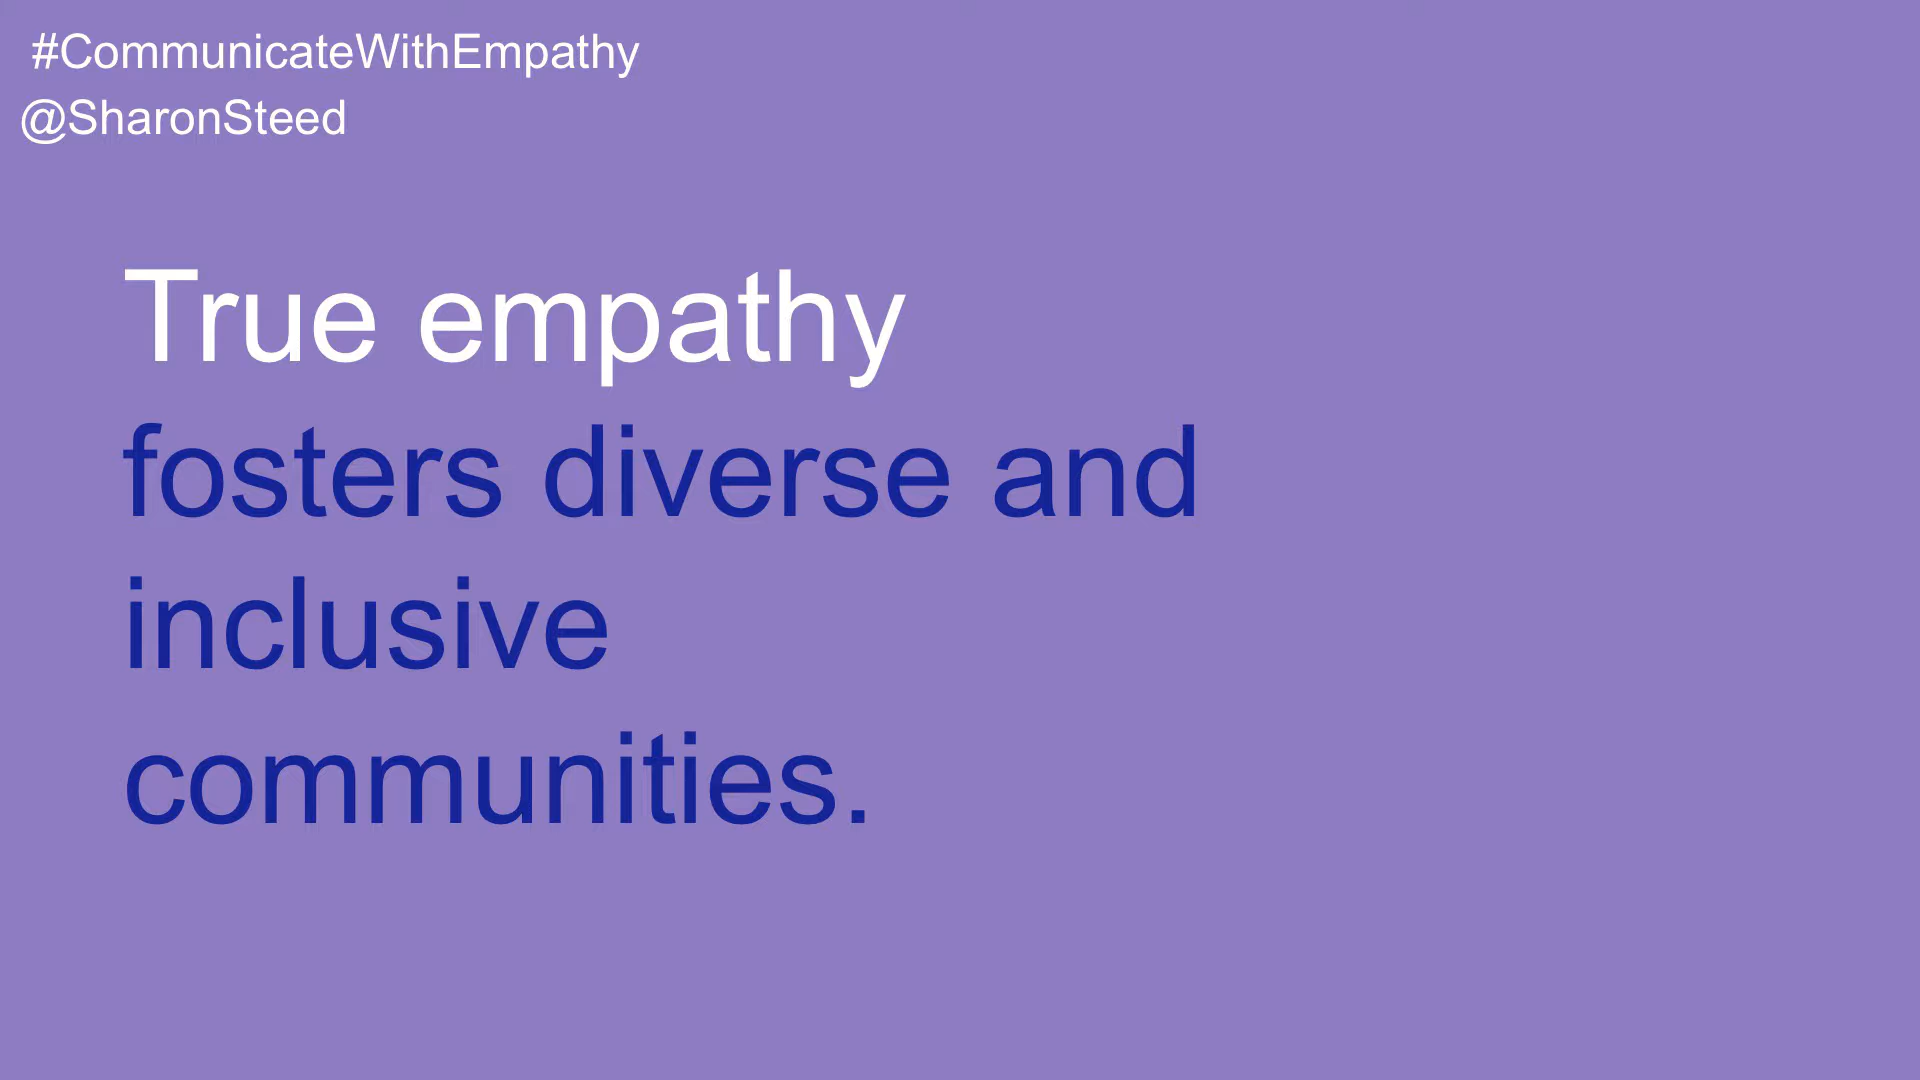 #CommunicateWithEmpathy
@SharonSteed
True empathy
fosters diverse and
inclusive
communities.